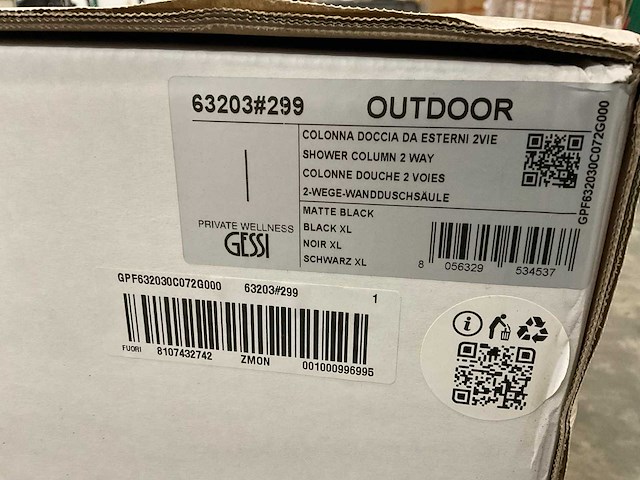 63203#299 OUTDOOR
COLONNA DOCCIA DA ESTERNI 2VIE
SHOWER COLUMN 2 WAY
COLONNE DOUCHE 2 VOIES
2-WEGE-WANDDUSCHSÄULE
MATTE BLACK
BLACK XL
NOIR XL
SCHWARZ XL
PRIVATE WELLNESS
GESSI
8 056329 534537
GPF632030C072G000
GPF632030C072G000 63203#299 1
FUORI 8107432742 ZMON 001000996995
i